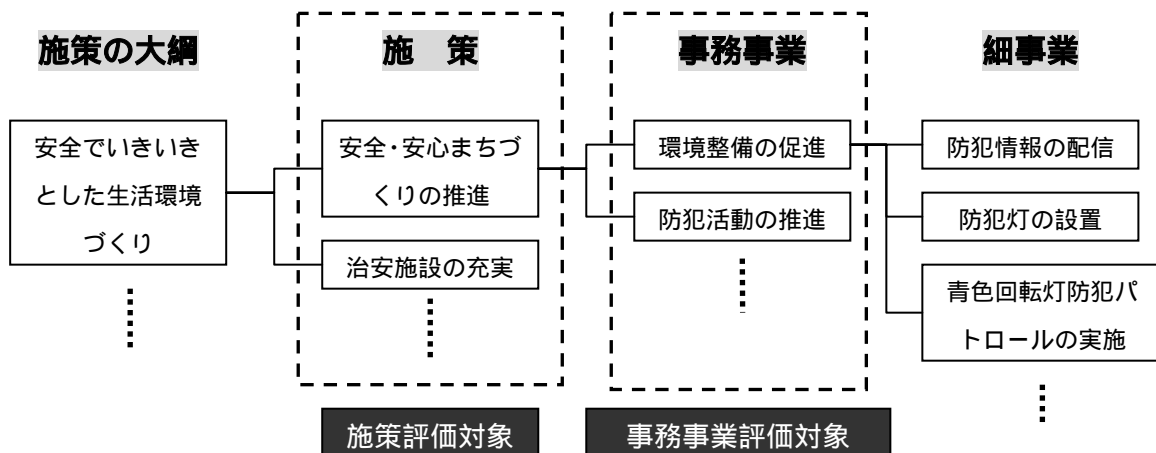 施策の大綱
施　策
事務事業
細事業
安全でいきいき
とした生活環境
づくり
安全・安心まちづ
くりの推進
治安施設の充実
環境整備の促進
防犯活動の推進
防犯情報の配信
防犯灯の設置
青色回転灯防犯パ
トロールの実施
施策評価対象
事務事業評価対象